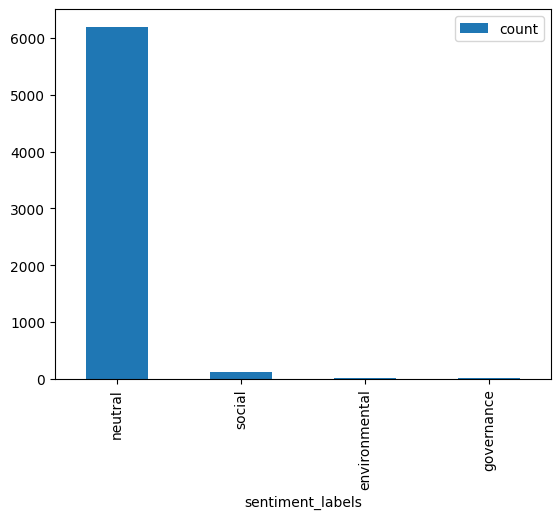 count
6000
5000
4000
3000
2000
1000
0
neutral
social
environmental
governance
sentiment_labels